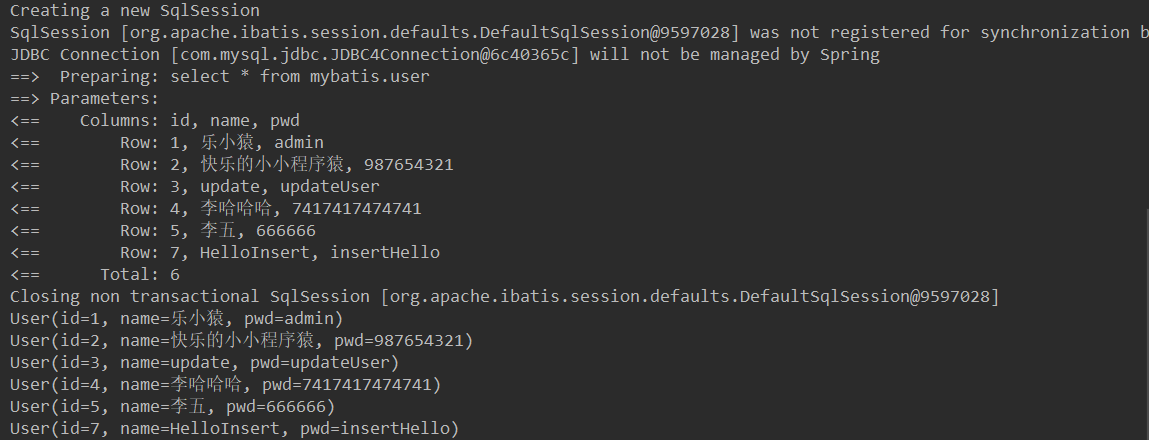 Creating a new SqlSession
SqlSession [org.apache.ibatis.session.defaults.DefaultSqlSession@9597028] was not registered for synchronization b
JDBC Connection [com.mysql.jdbc.JDBC4Connection@6c40365c] will not be managed by Spring
==>  Preparing: select * from mybatis.user
==> Parameters:
<==    Columns: id, name, pwd
<==        Row: 1, 乐小猿, admin
<==        Row: 2, 快乐的小小程序猿, 987654321
<==        Row: 3, update, updateUser
<==        Row: 4, 李哈哈哈, 7417417474741
<==        Row: 5, 李五, 666666
<==        Row: 7, HelloInsert, insertHello
<==      Total: 6
Closing non transactional SqlSession [org.apache.ibatis.session.defaults.DefaultSqlSession@9597028]
User(id=1, name=乐小猿, pwd=admin)
User(id=2, name=快乐的小小程序猿, pwd=987654321)
User(id=3, name=update, pwd=updateUser)
User(id=4, name=李哈哈哈, pwd=7417417474741)
User(id=5, name=李五, pwd=666666)
User(id=7, name=HelloInsert, pwd=insertHello)